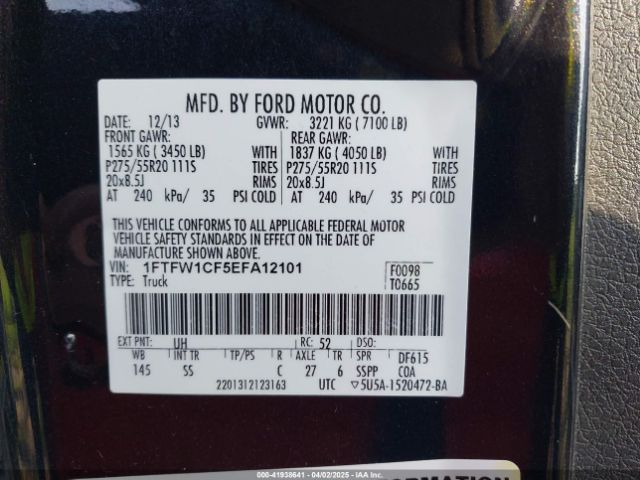 MFD. BY FORD MOTOR CO.
DATE: 12/13 GVWR: 3221 KG ( 7100 LB)
FRONT GAWR: REAR GAWR:
1565 KG ( 3450 LB) WITH 1837 KG ( 4050 LB) WITH
P275/55R20 111S TIRES P275/55R20 111S TIRES
20x8.5J RIMS 20x8.5J RIMS
AT 240 kPa/ 35 PSI COLD AT 240 kPa/ 35 PSI COLD
THIS VEHICLE CONFORMS TO ALL APPLICABLE FEDERAL MOTOR
VEHICLE SAFETY STANDARDS IN EFFECT ON THE DATE OF
MANUFACTURE SHOWN ABOVE.
VIN: 1FTFW1CF5EFA12101 F0098
TYPE: Truck T0665
EXT PNT: UH RC: 52 DSO:
WB INT TR TP/PS R AXLE TR SPR DF615
145 SS C 27 6 SSPP COA
2201312123163 UTC ▽5U5A-1520472-BA
INFORMATION
000-41938641 - 04/02/2025 - IAA Inc.